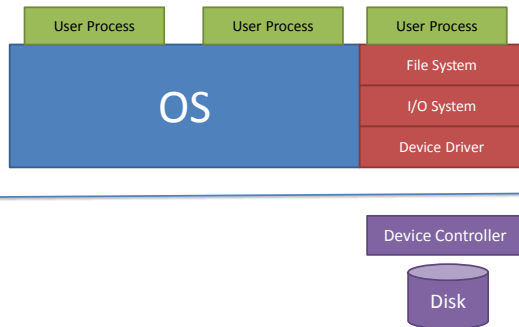 User Process
User Process
User Process
OS
File System
I/O System
Device Driver
Device Controller
Disk